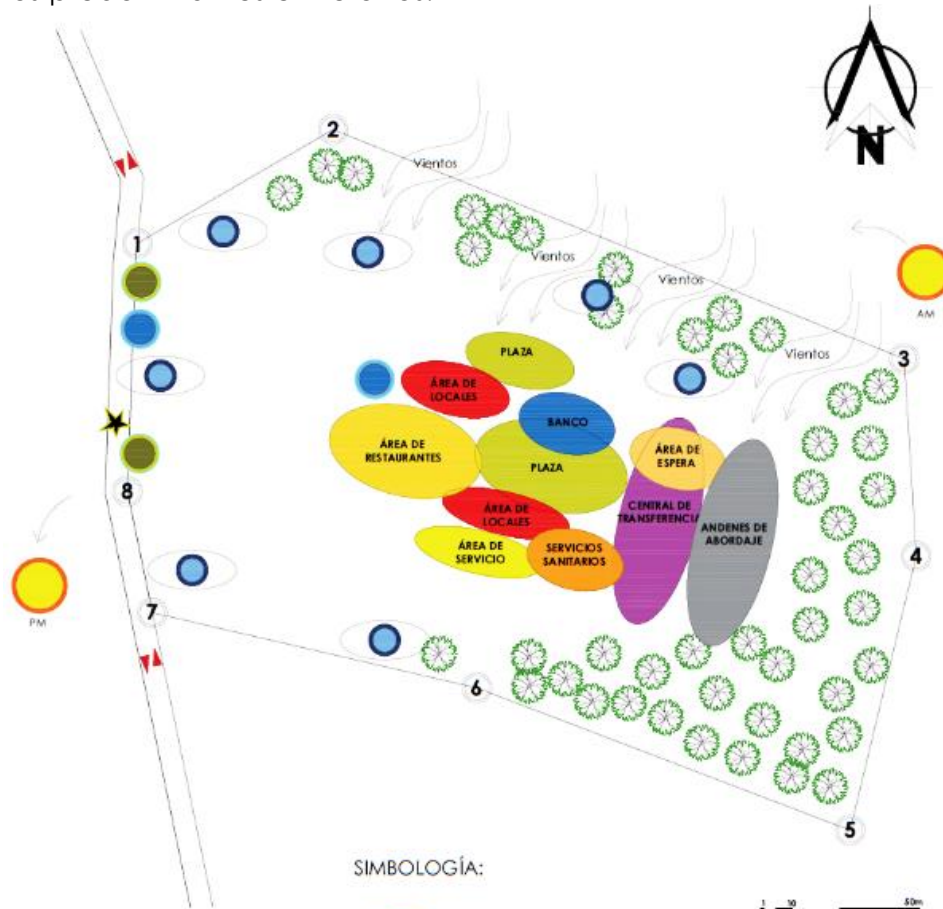 N
2
Vientos
1
Vientos
Vientos
AM
Vientos
3
PLAZA
ÁREA DE
LOCALES
BANCO
ÁREA DE
RESTAURANTES
ÁREA DE
ESPERA
PLAZA
8
ÁREA DE
LOCALES
CENTRAL DE
TRANSFERENCIA
ANDENES DE
ABORDAJE
ÁREA DE
SERVICIO
SERVICIOS
SANITARIOS
4
PM
7
6
5
SIMBOLOGÍA:
1 10 50m